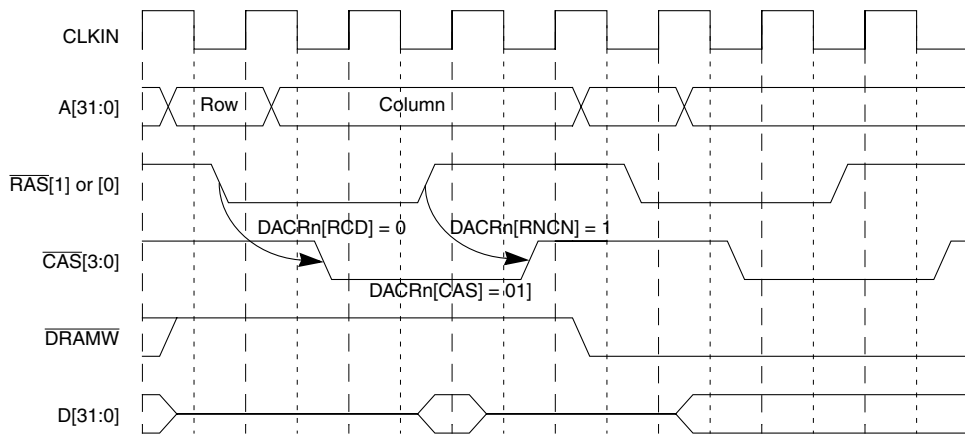 CLKIN
A[31:0]
Row
Column
RAS[1] or [0]
DACRn[RCD] = 0
DACRn[RNCN] = 1
CAS[3:0]
DACRn[CAS] = 01]
DRAMW
D[31:0]